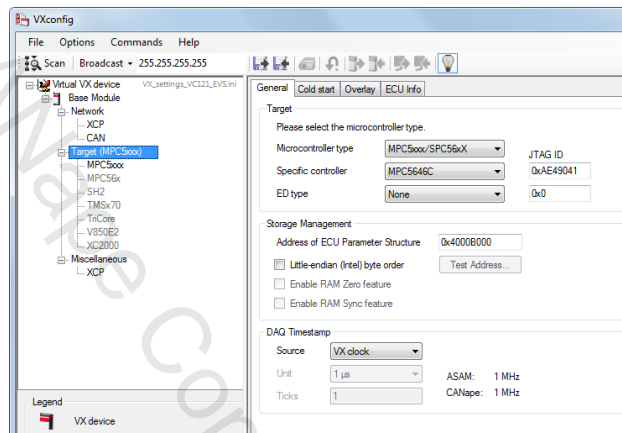 VXconfig
File Options Commands Help
Scan Broadcast 255.255.255.255
Virtual VX device VX_settings_VC121_EVS.ini
Base Module
Network
XCP
CAN
Target (MPC5xxx)
MPC5xxx
MPC56x
SH2
TMSx70
TriCore
V850E2
XC2000
Miscellaneous
XCP
Legend
VX device
General Cold start Overlay ECU Info
Target
Please select the microcontroller type.
Microcontroller type MPC5xxx/SPC56xX JTAG ID
Specific controller MPC5646C 0xAE49041
ED type None 0x0
Storage Management
Address of ECU Parameter Structure 0x4000B000
Little-endian (Intel) byte order Test Address...
Enable RAM Zero feature
Enable RAM Sync feature
DAQ Timestamp
Source VX clock
Unit 1 µs ASAM: 1 MHz
Ticks 1 CANape: 1 MHz